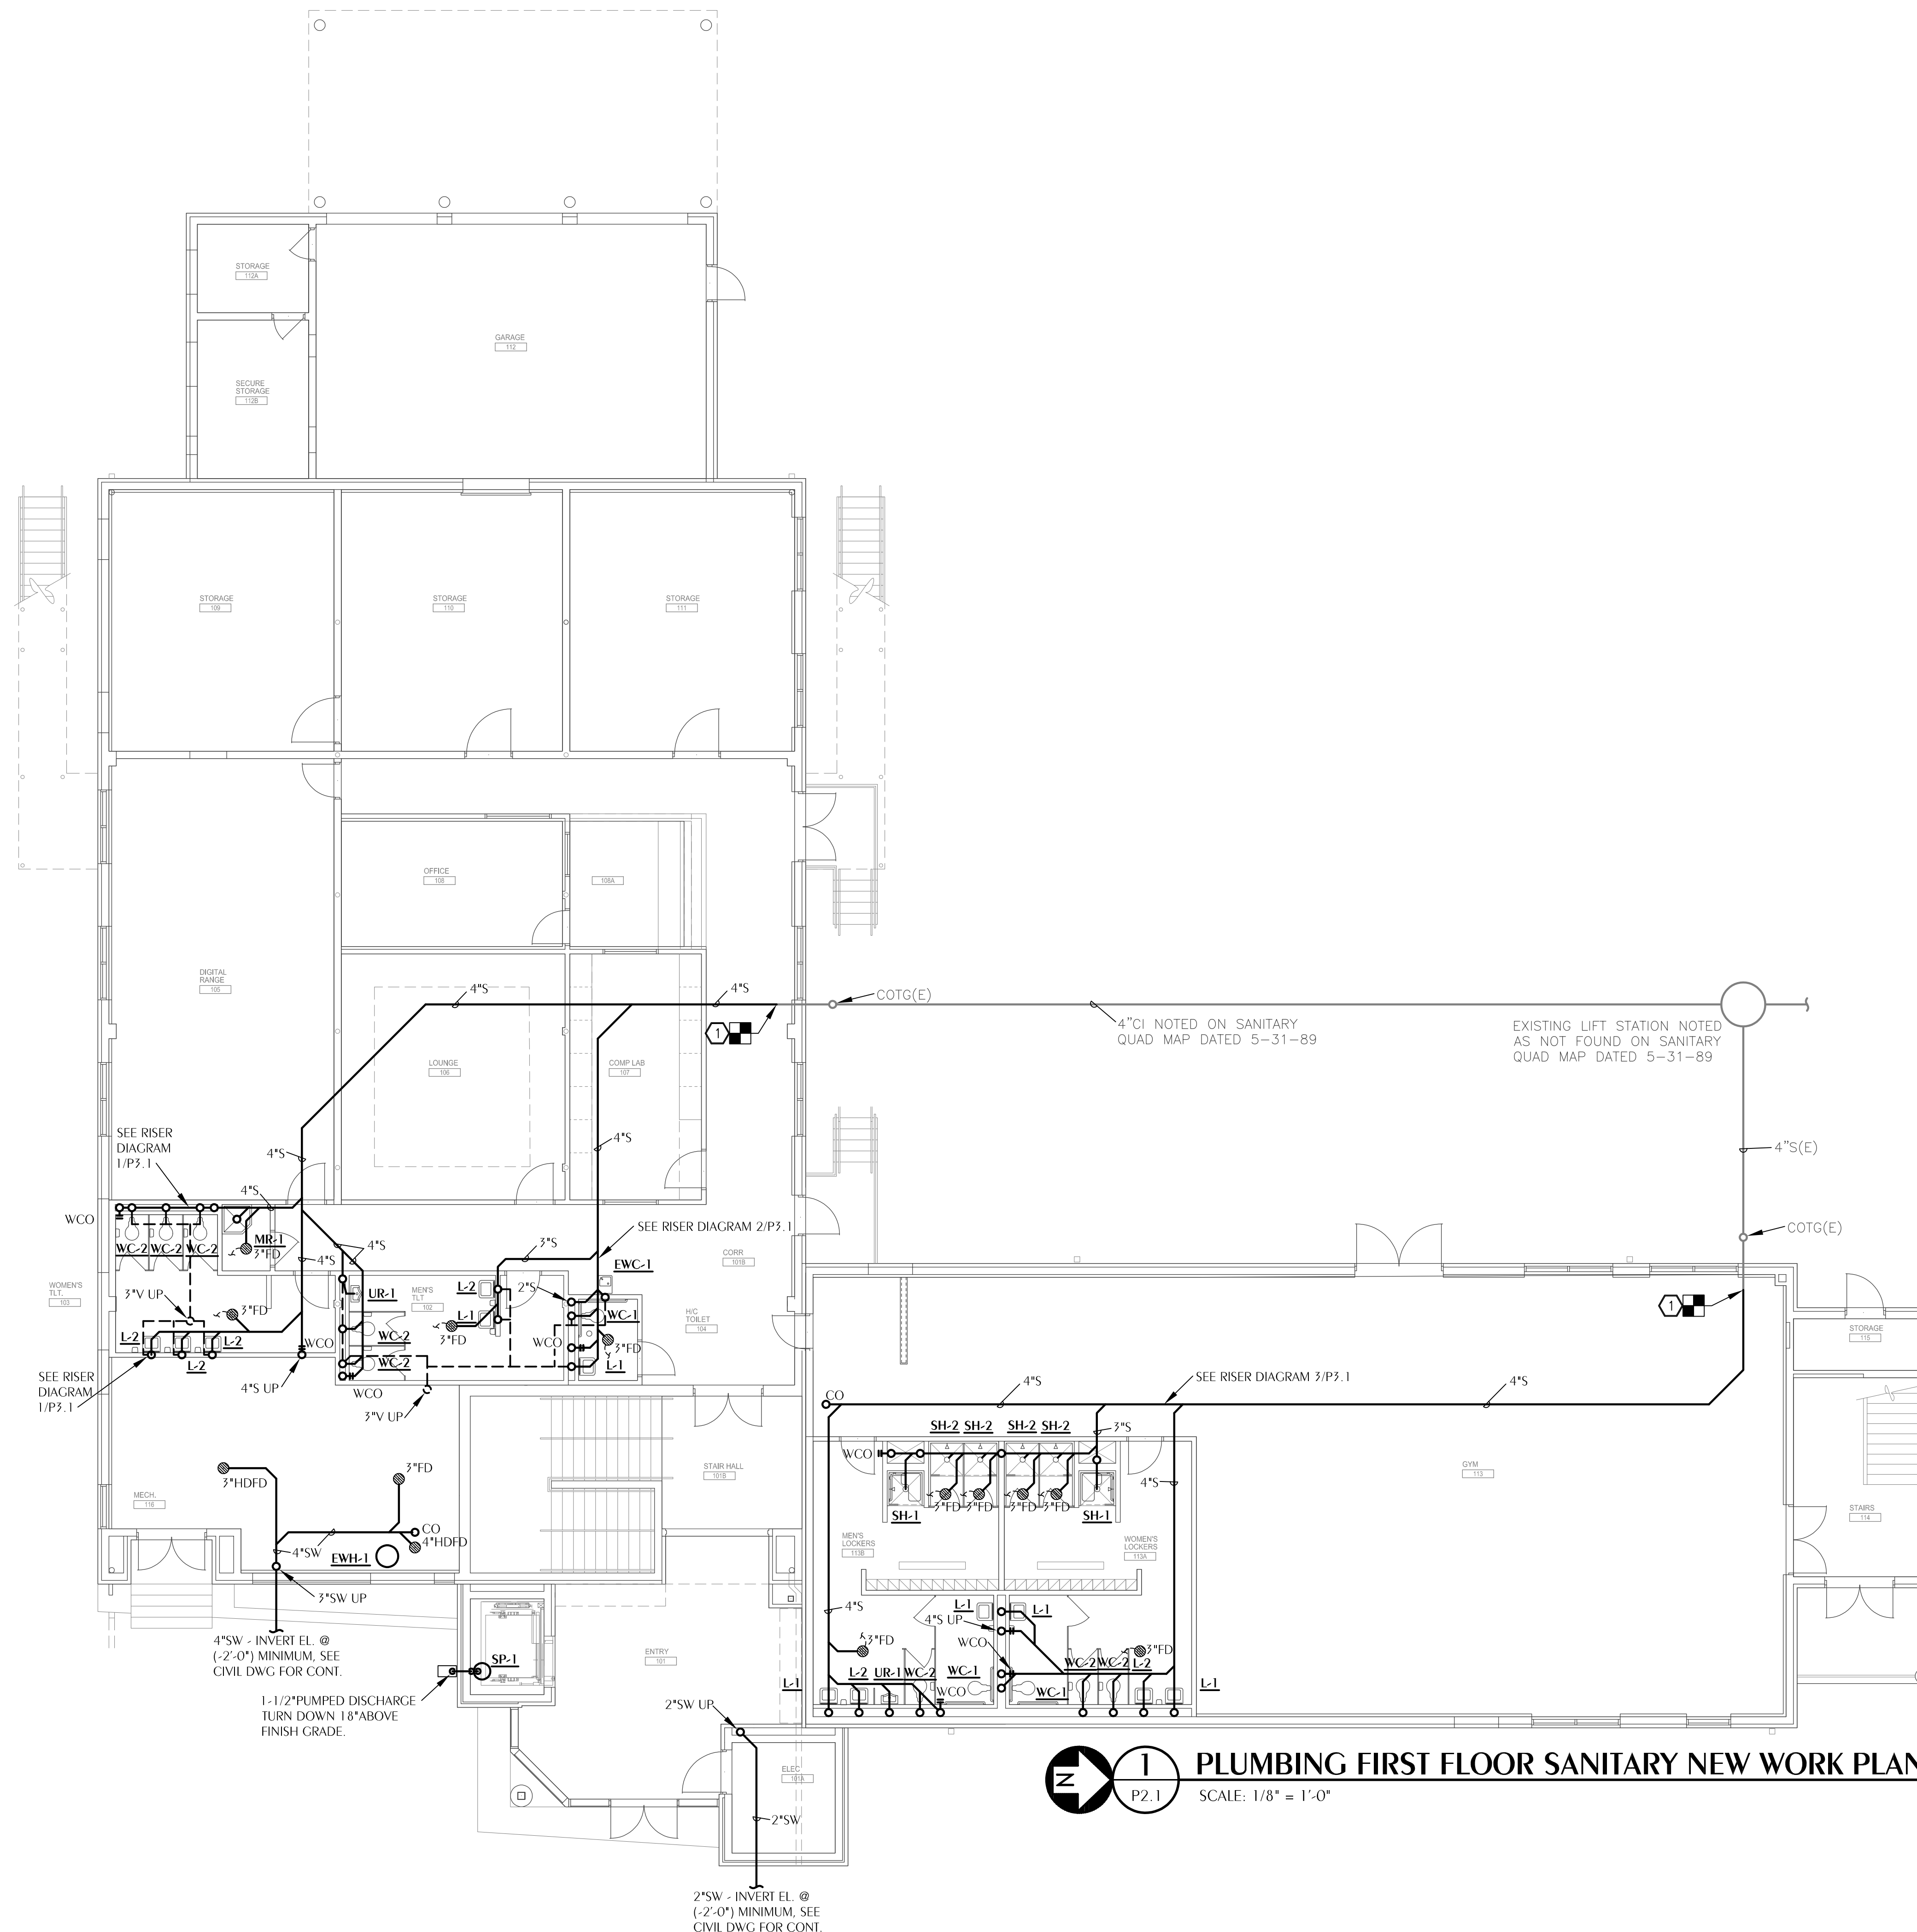 STORAGE
112A
GARAGE
112
SECURE
STORAGE
112B
STORAGE
109
STORAGE
110
STORAGE
111
OFFICE
108
108A
DIGITAL
RANGE
105
4"S
4"S
COTG(E)
1
4"CI NOTED ON SANITARY
QUAD MAP DATED 5-31-89
EXISTING LIFT STATION NOTED
AS NOT FOUND ON SANITARY
QUAD MAP DATED 5-31-89
LOUNGE
106
COMP LAB
107
SEE RISER
DIAGRAM
1/P3.1
4"S
4"S
4"S(E)
4"S
WCO
WC-2
WC-2
WC-2
MR-1
3"FD
4"S
4"S
3"S
SEE RISER DIAGRAM 2/P3.1
COTG(E)
CORR
101B
EWC-1
WOMEN'S
TLT.
103
3"V UP
3"FD
UR-1
MEN'S
TLT
102
L-2
L-1
3"FD
2"S
WC-1
WCO
3"FD
L-1
H/C
TOILET
104
L-2
L-2
L-2
WCO
WC-2
WC-2
WCO
4"S UP
3"V UP
SEE RISER
DIAGRAM
1/P3.1
1
STORAGE
115
CO
4"S
SEE RISER DIAGRAM 3/P3.1
4"S
SH-2
SH-2
SH-2
SH-2
3"S
WCO
3"HDFD
3"FD
STAIR HALL
101B
4"S
GYM
113
MECH.
116
3"FD
3"FD
3"FD
3"FD
SH-1
SH-1
STAIRS
114
CO
4"HDFD
4"SW
EWH-1
MEN'S
LOCKERS
113B
WOMEN'S
LOCKERS
113A
3"SW UP
4"S
L-1
L-1
4"S UP
4"SW - INVERT EL. @
(-2'-0") MINIMUM, SEE
CIVIL DWG FOR CONT.
SP-1
ENTRY
101
3"FD
WCO
3"FD
L-1
L-2
UR-1
WC-2
WC-1
WCO
WC-1
WC-2
WC-2
L-2
L-1
1-1/2"PUMPED DISCHARGE
TURN DOWN 18"ABOVE
FINISH GRADE.
2"SW UP
ELEC
101A
2"SW
N
1
P2.1
PLUMBING FIRST FLOOR SANITARY NEW WORK PLAN
SCALE: 1/8" = 1'-0"
2"SW - INVERT EL. @
(-2'-0") MINIMUM, SEE
CIVIL DWG FOR CONT.